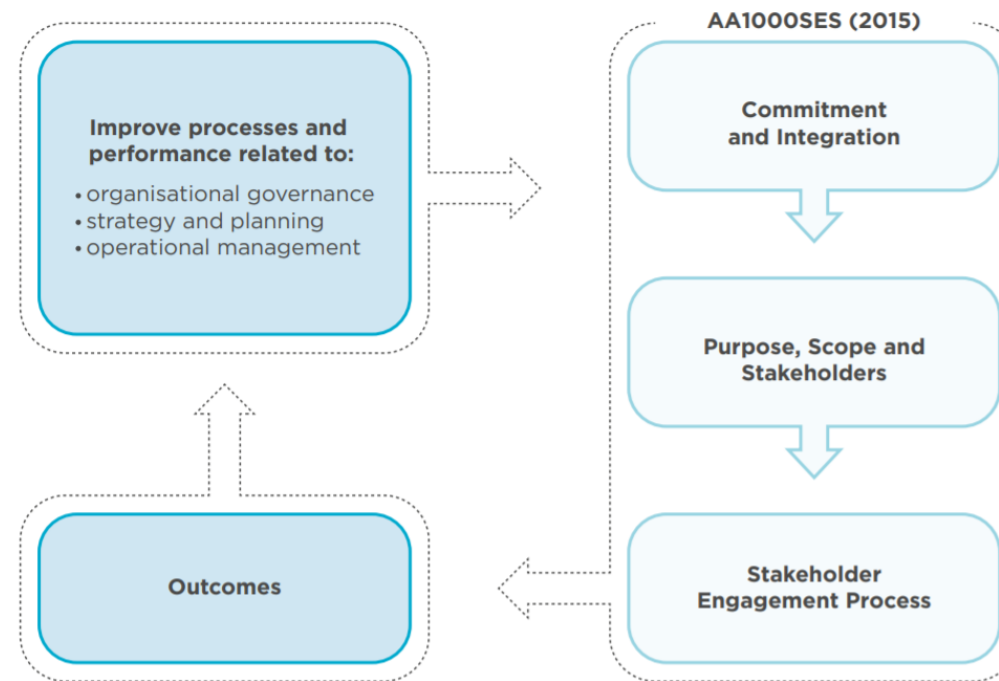 AA1000SES (2015)
Improve processes and
performance related to:
• organisational governance
• strategy and planning
• operational management
Commitment
and Integration
Purpose, Scope and
Stakeholders
Stakeholder
Engagement Process
Outcomes